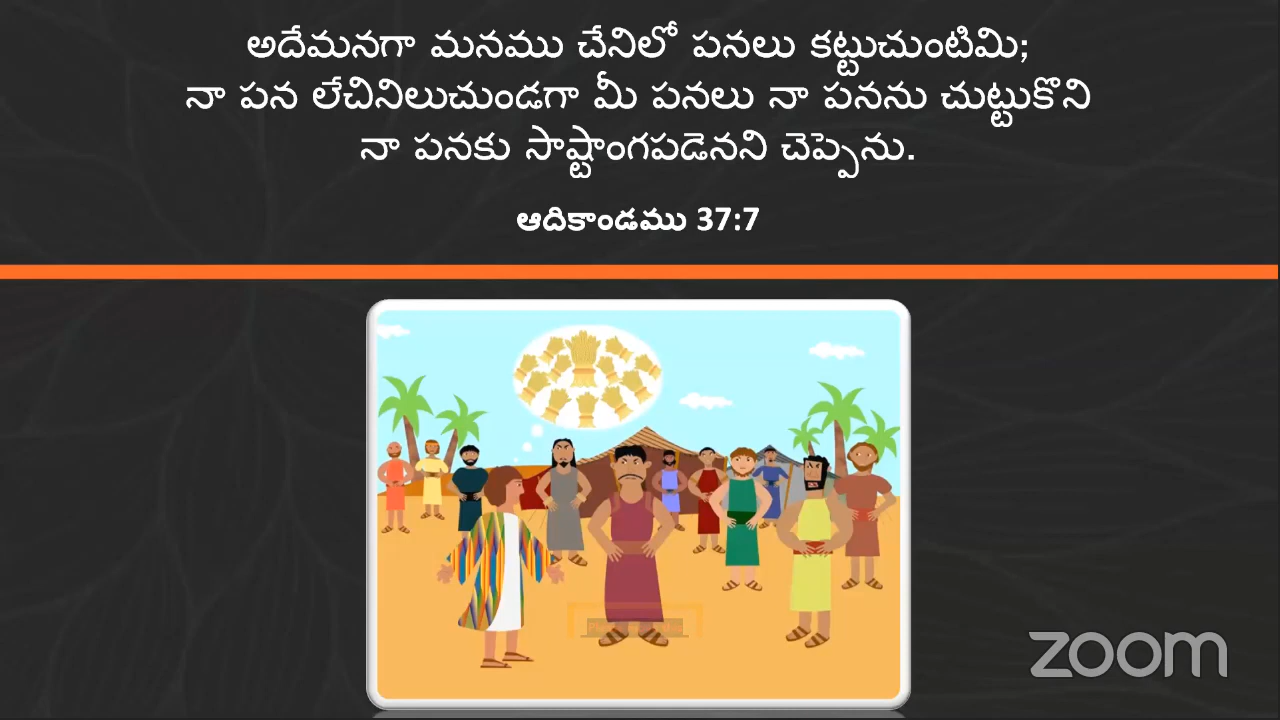 అదేమనగా మనము చేనిలో పనలు కట్టుచుంటిమి;
నా పన లేచినిలుచుండగా మీ పనలు నా పనను చుట్టుకొని
నా పనకు సాష్టాంగపడెనని చెప్పెను.
ఆదికాండము 37:7
zoom